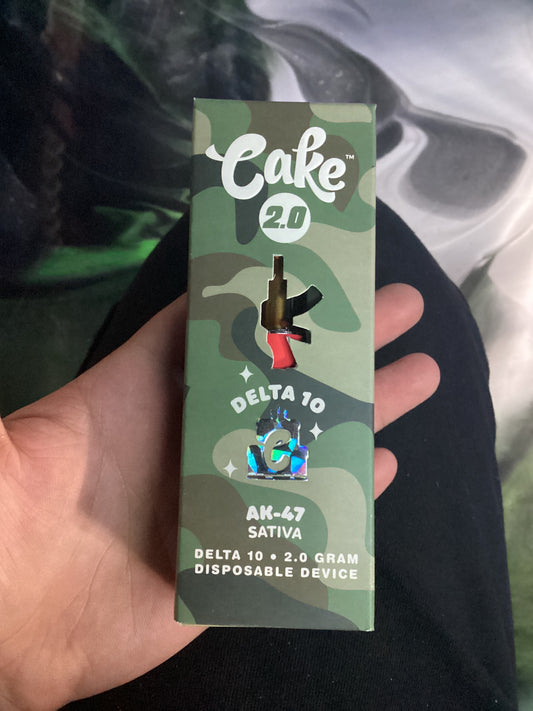 Cake™
2.0
DELTA 10
C
AK-47
SATIVA
DELTA 10 • 2.0 GRAM
DISPOSABLE DEVICE